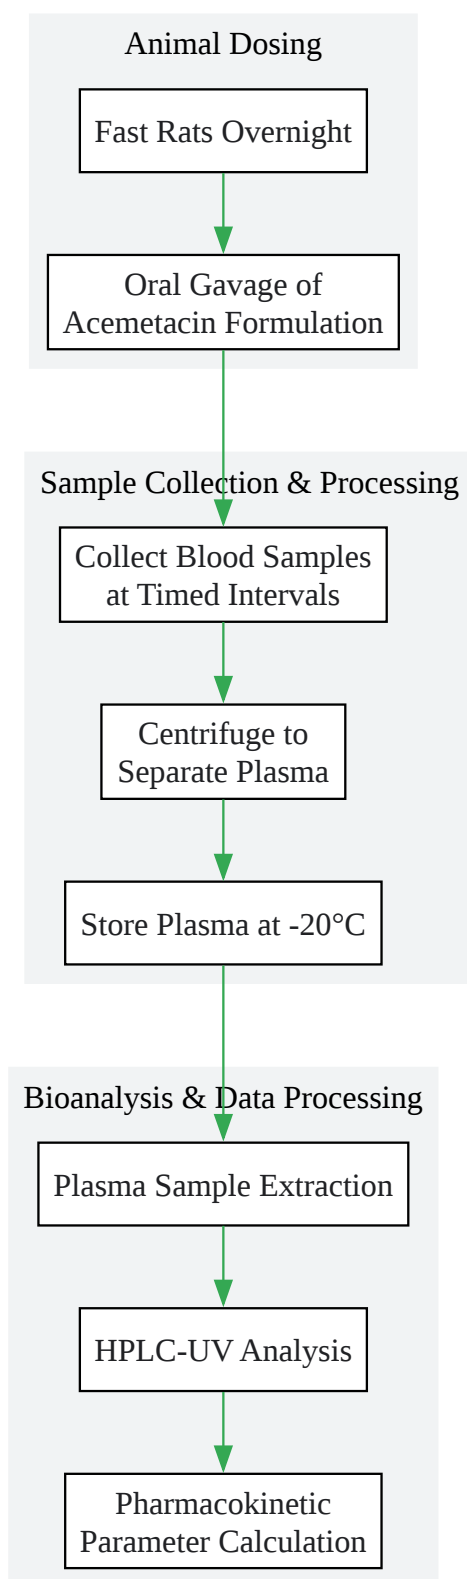 Animal Dosing
Fast Rats Overnight
Oral Gavage of
Acemetacin Formulation
Sample Collection & Processing
Collect Blood Samples
at Timed Intervals
Centrifuge to
Separate Plasma
Store Plasma at -20°C
Bioanalysis & Data Processing
Plasma Sample Extraction
HPLC-UV Analysis
Pharmacokinetic
Parameter Calculation